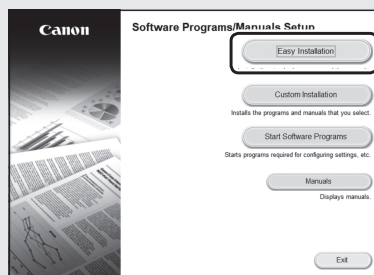 Canon
Software Programs/Manuals Setup
Easy Installation
Custom Installation
Installs the programs and manuals that you select.
Start Software Programs
Starts programs required for configuring settings, etc.
Manuals
Displays manuals.
Exit